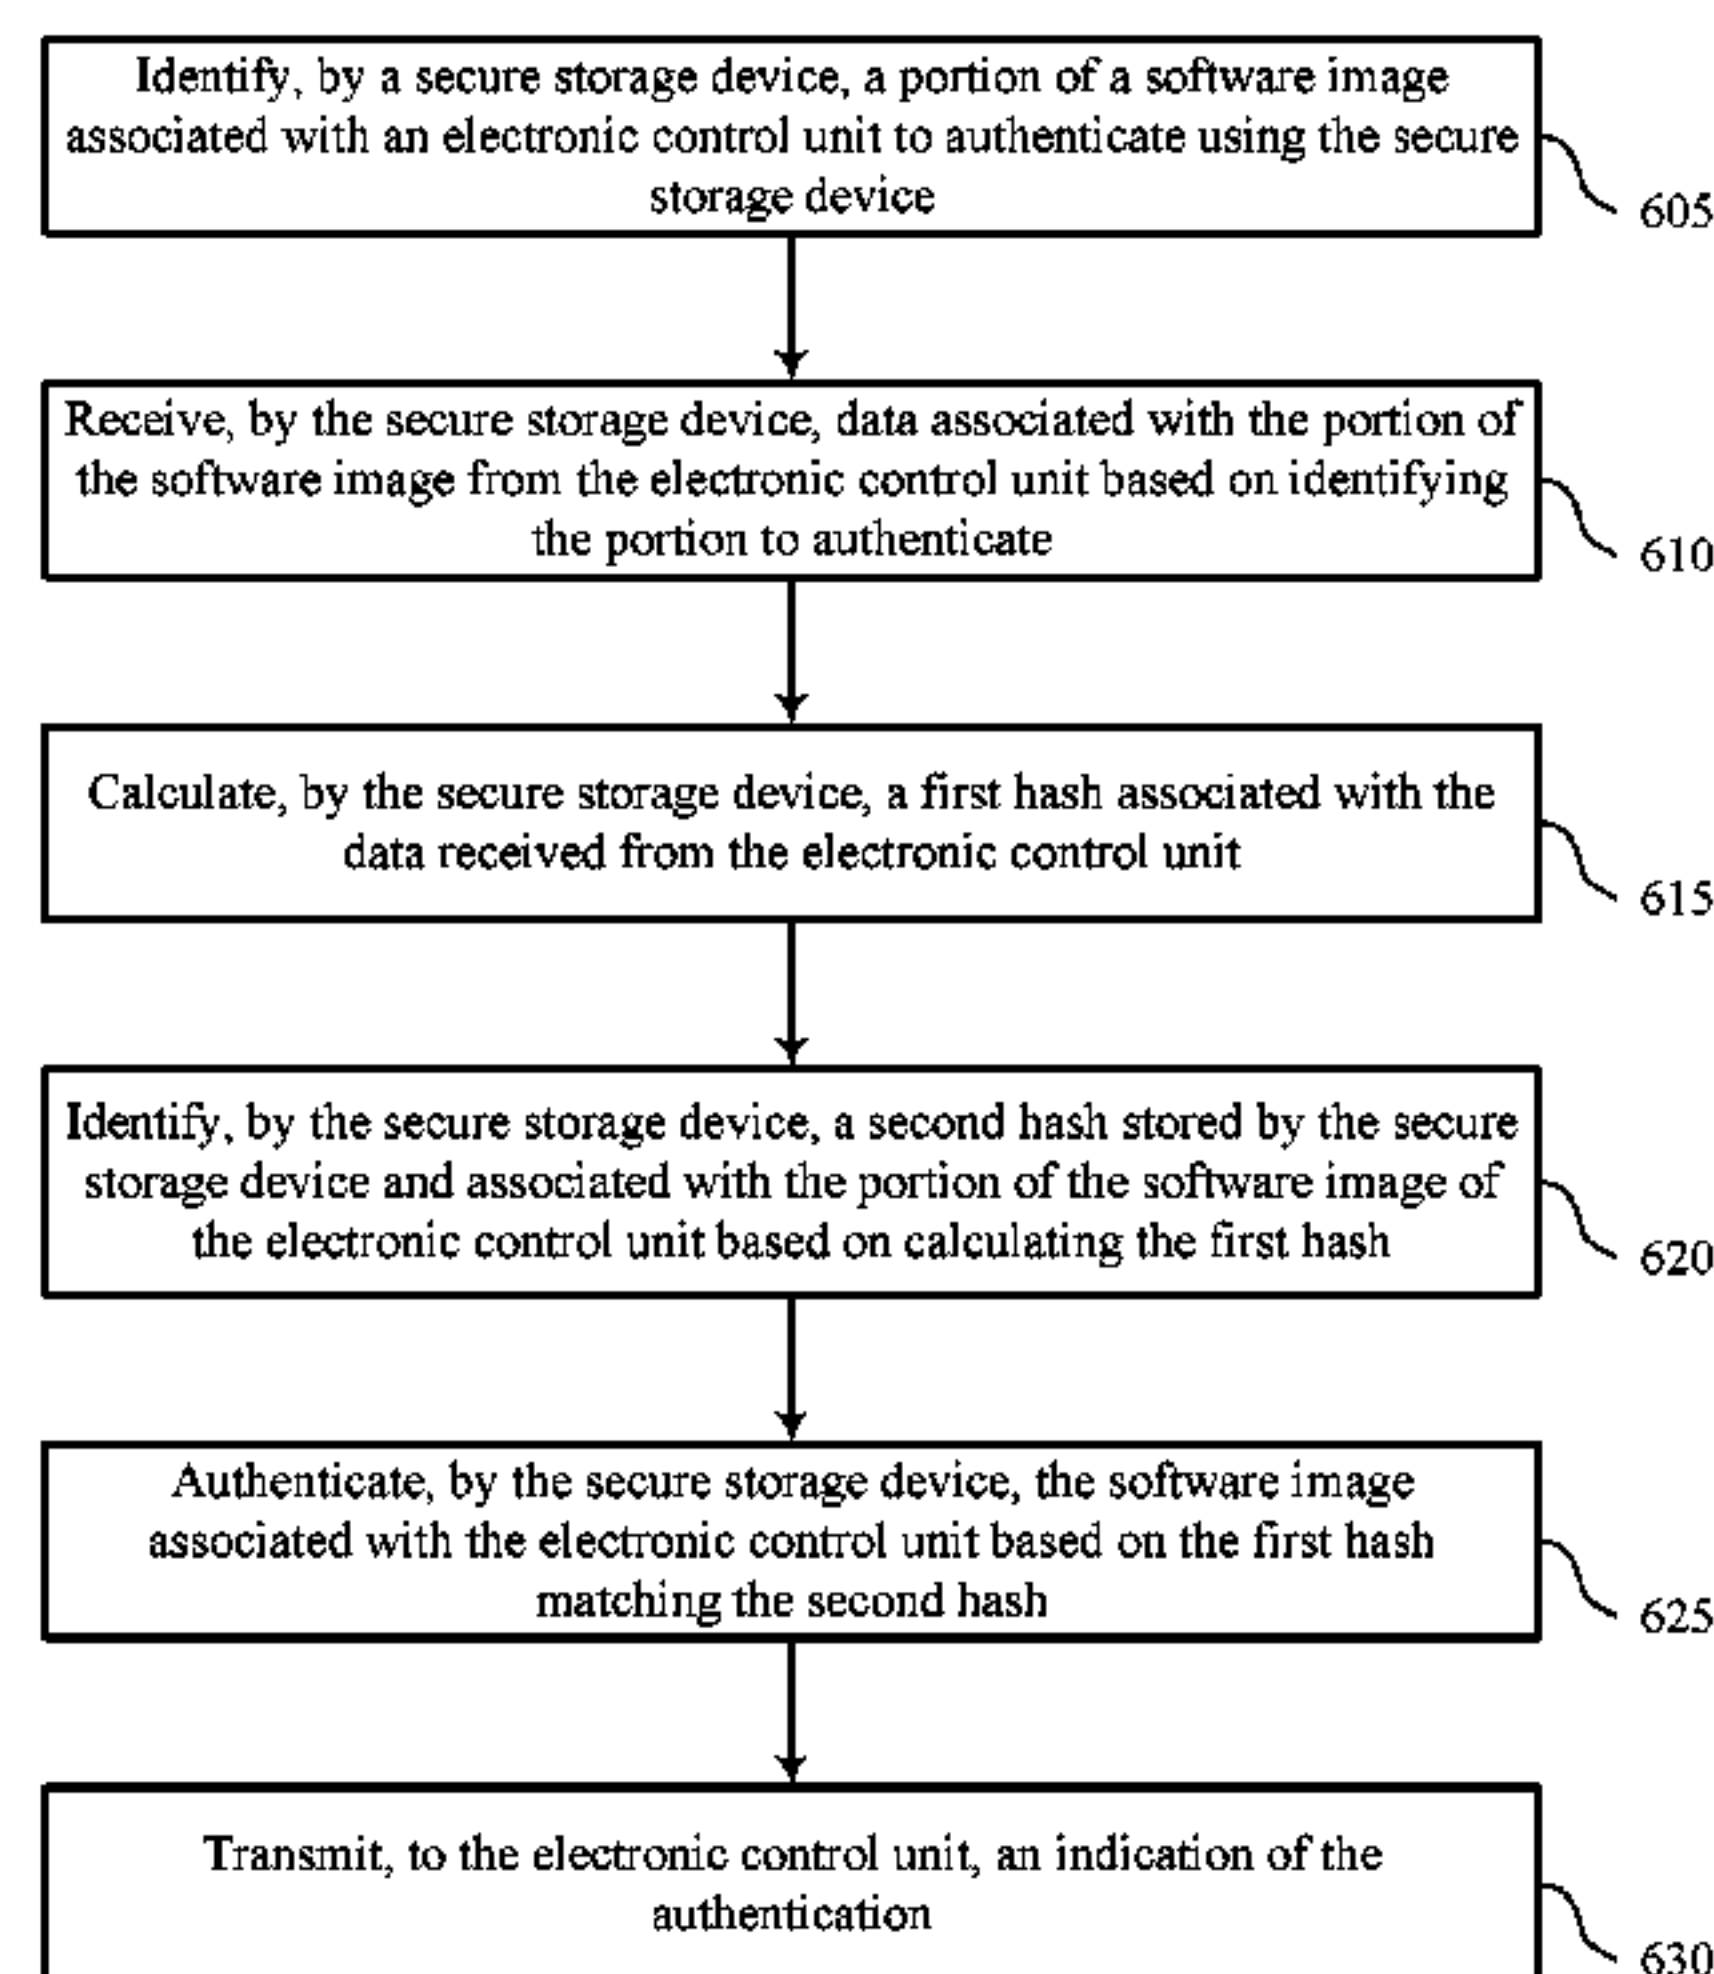 Identify, by a secure storage device, a portion of a software image
associated with an electronic control unit to authenticate using the secure
storage device
605
Receive, by the secure storage device, data associated with the portion of
the software image from the electronic control unit based on identifying
the portion to authenticate
610
Calculate, by the secure storage device, a first hash associated with the
data received from the electronic control unit
615
Identify, by the secure storage device, a second hash stored by the secure
storage device and associated with the portion of the software image of
the electronic control unit based on calculating the first hash
620
Authenticate, by the secure storage device, the software image
associated with the electronic control unit based on the first hash
matching the second hash
625
Transmit, to the electronic control unit, an indication of the
authentication
630